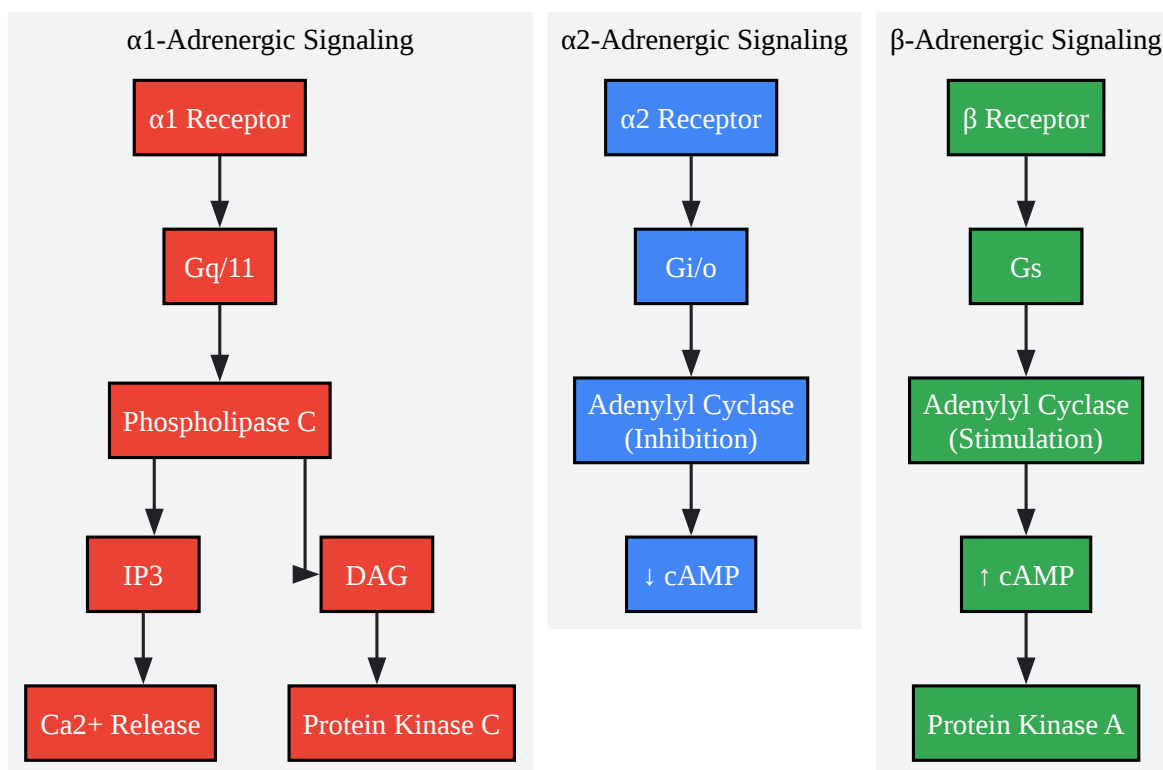 α1-Adrenergic Signaling
α1 Receptor
Gq/11
Phospholipase C
IP3
DAG
Ca2+ Release
Protein Kinase C
α2-Adrenergic Signaling
α2 Receptor
Gi/o
Adenylyl Cyclase
(Inhibition)
↓ cAMP
β-Adrenergic Signaling
β Receptor
Gs
Adenylyl Cyclase
(Stimulation)
↑ cAMP
Protein Kinase A